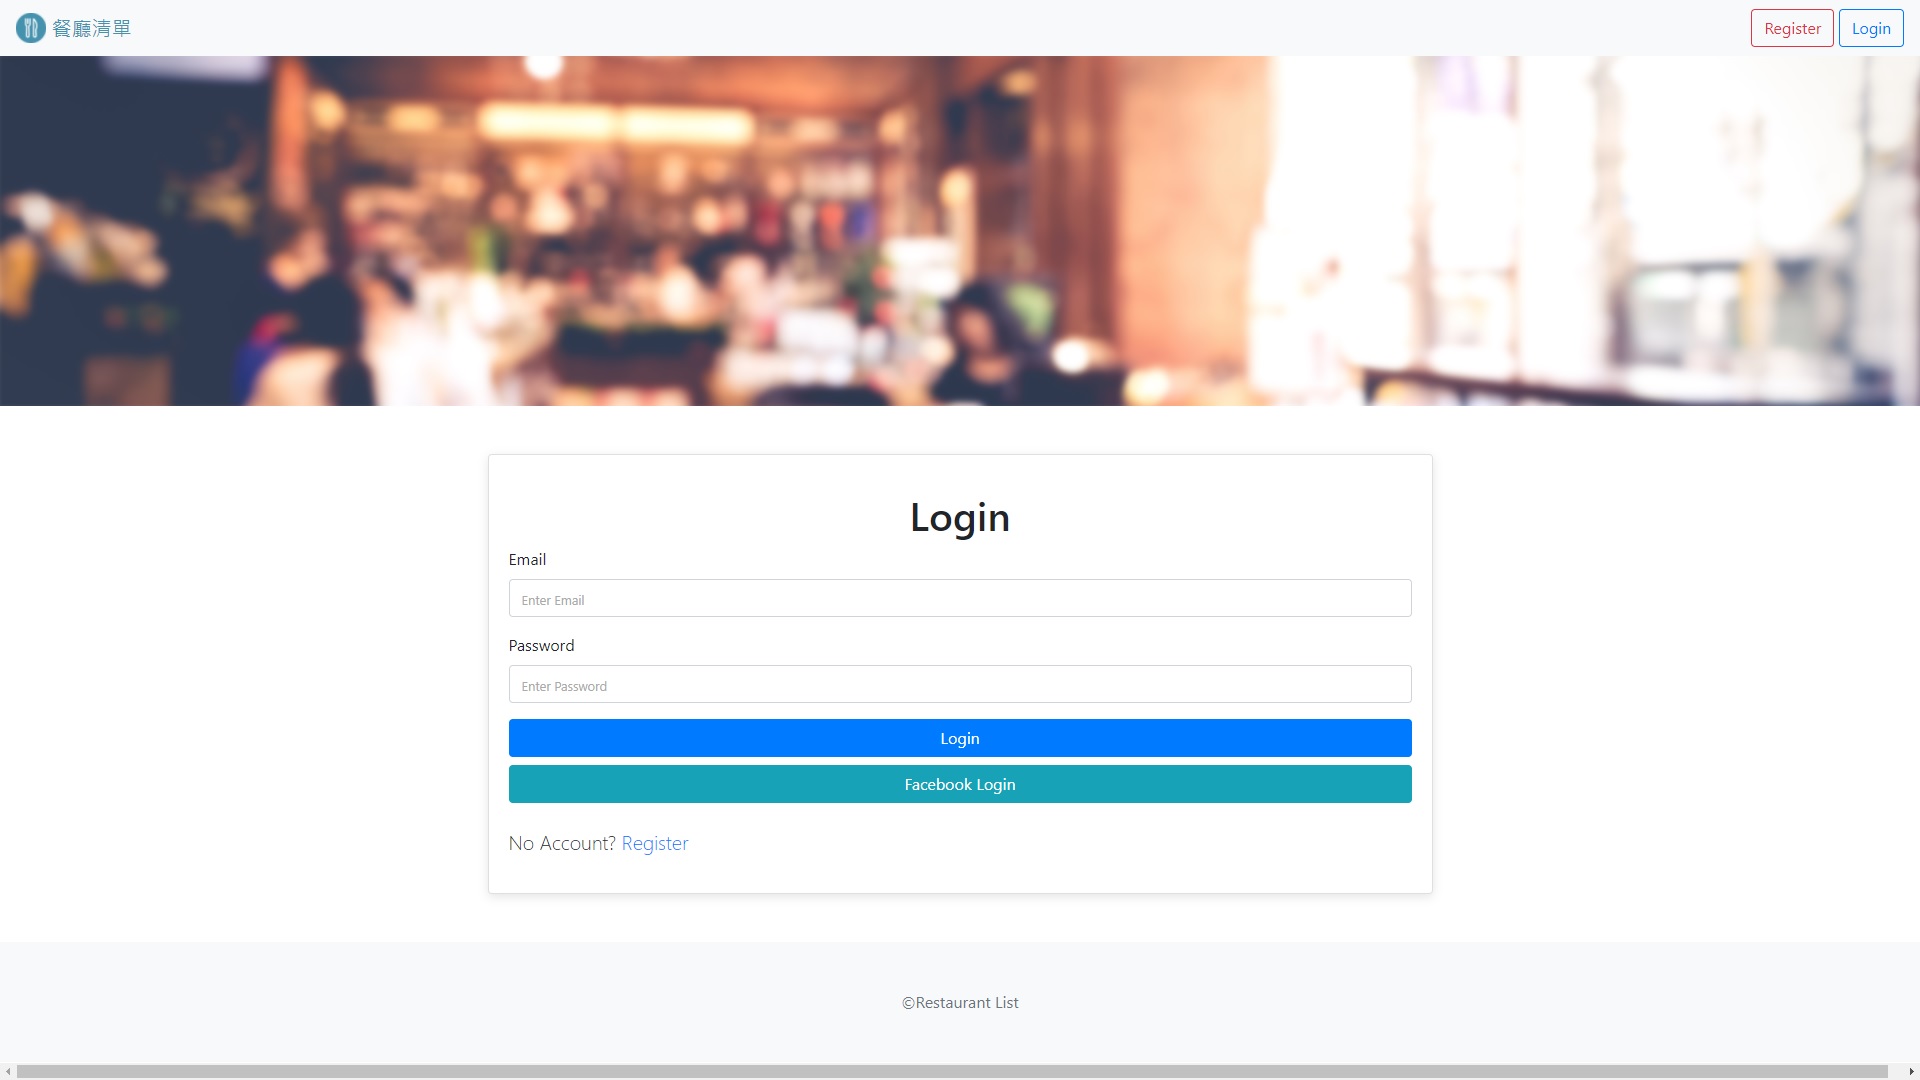 餐廳清單
Register
Login
Login
Email
Enter Email
Password
Enter Password
Login
Facebook Login
No Account? Register
©Restaurant List